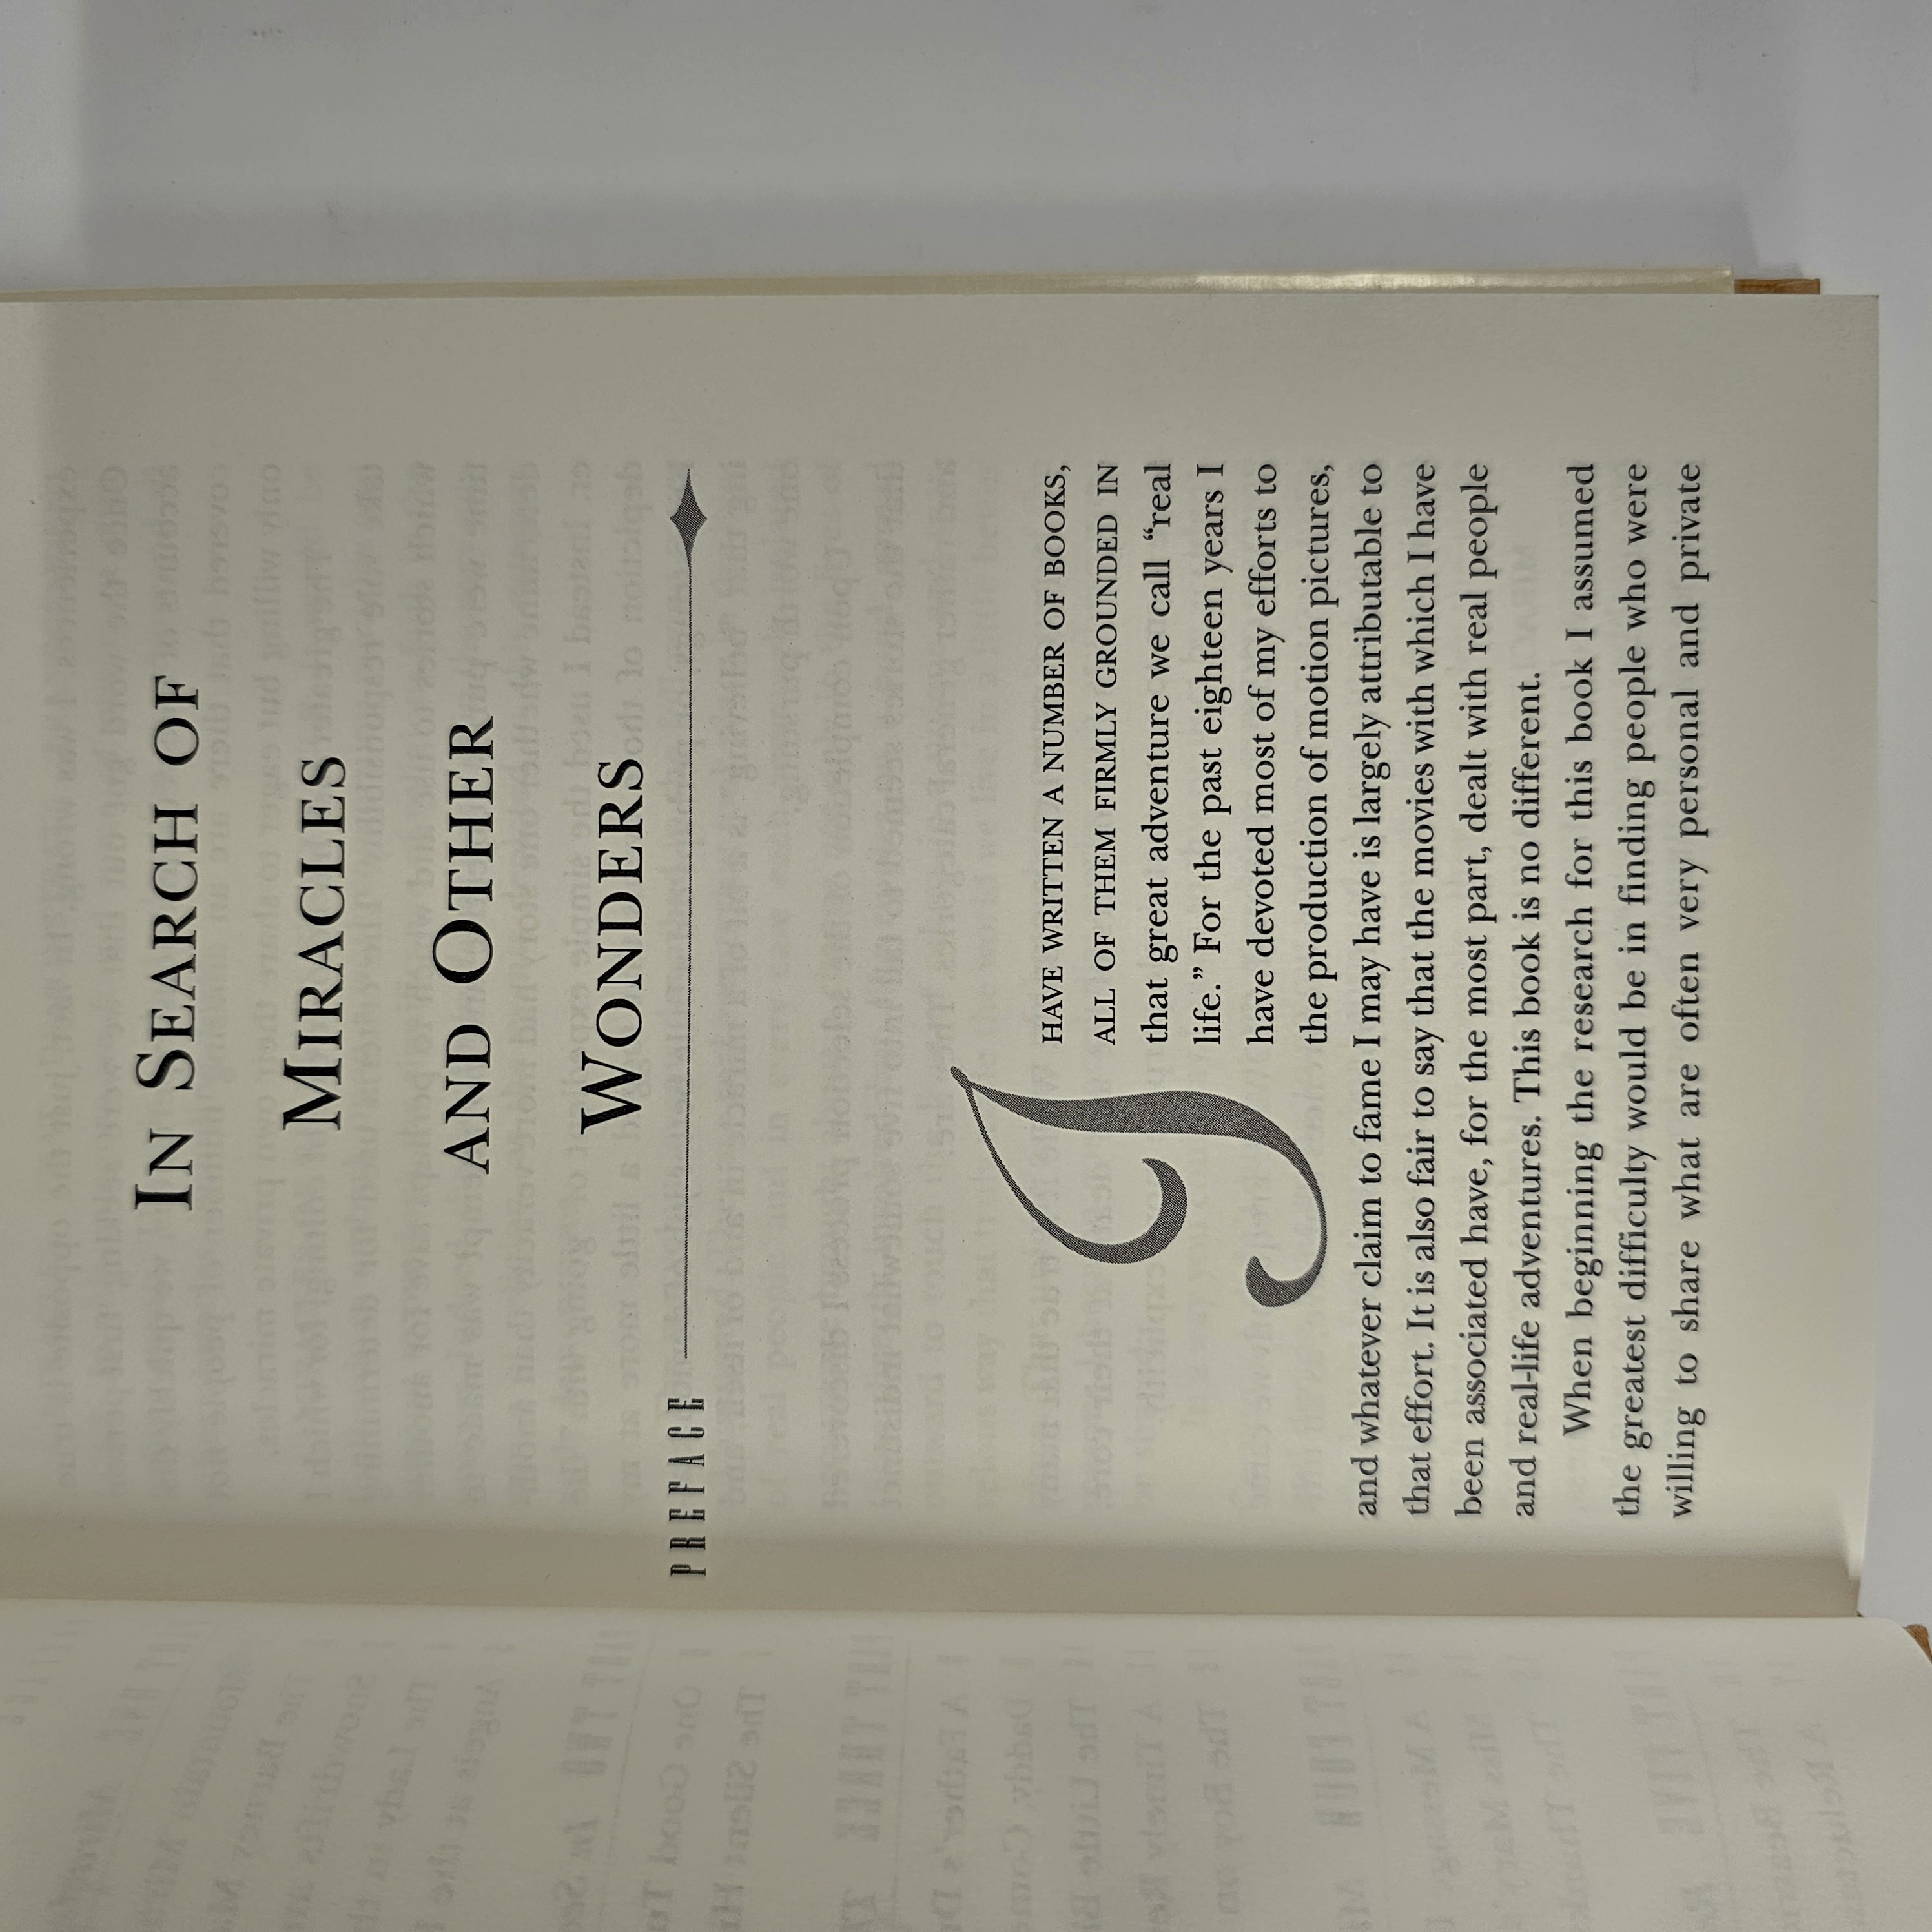 IN SEARCH OF
MIRACLES
AND OTHER
WONDERS
PREFACE
I HAVE WRITTEN A NUMBER OF BOOKS,
ALL OF THEM FIRMLY GROUNDED IN
that great adventure we call “real
life.” For the past eighteen years I
have devoted most of my efforts to
the production of motion pictures,
and whatever claim to fame I may have is largely attributable to
that effort. It is also fair to say that the movies with which I have
been associated have, for the most part, dealt with real people
and real-life adventures. This book is no different.
When beginning the research for this book I assumed
the greatest difficulty would be in finding people who were
willing to share what are often very personal and private